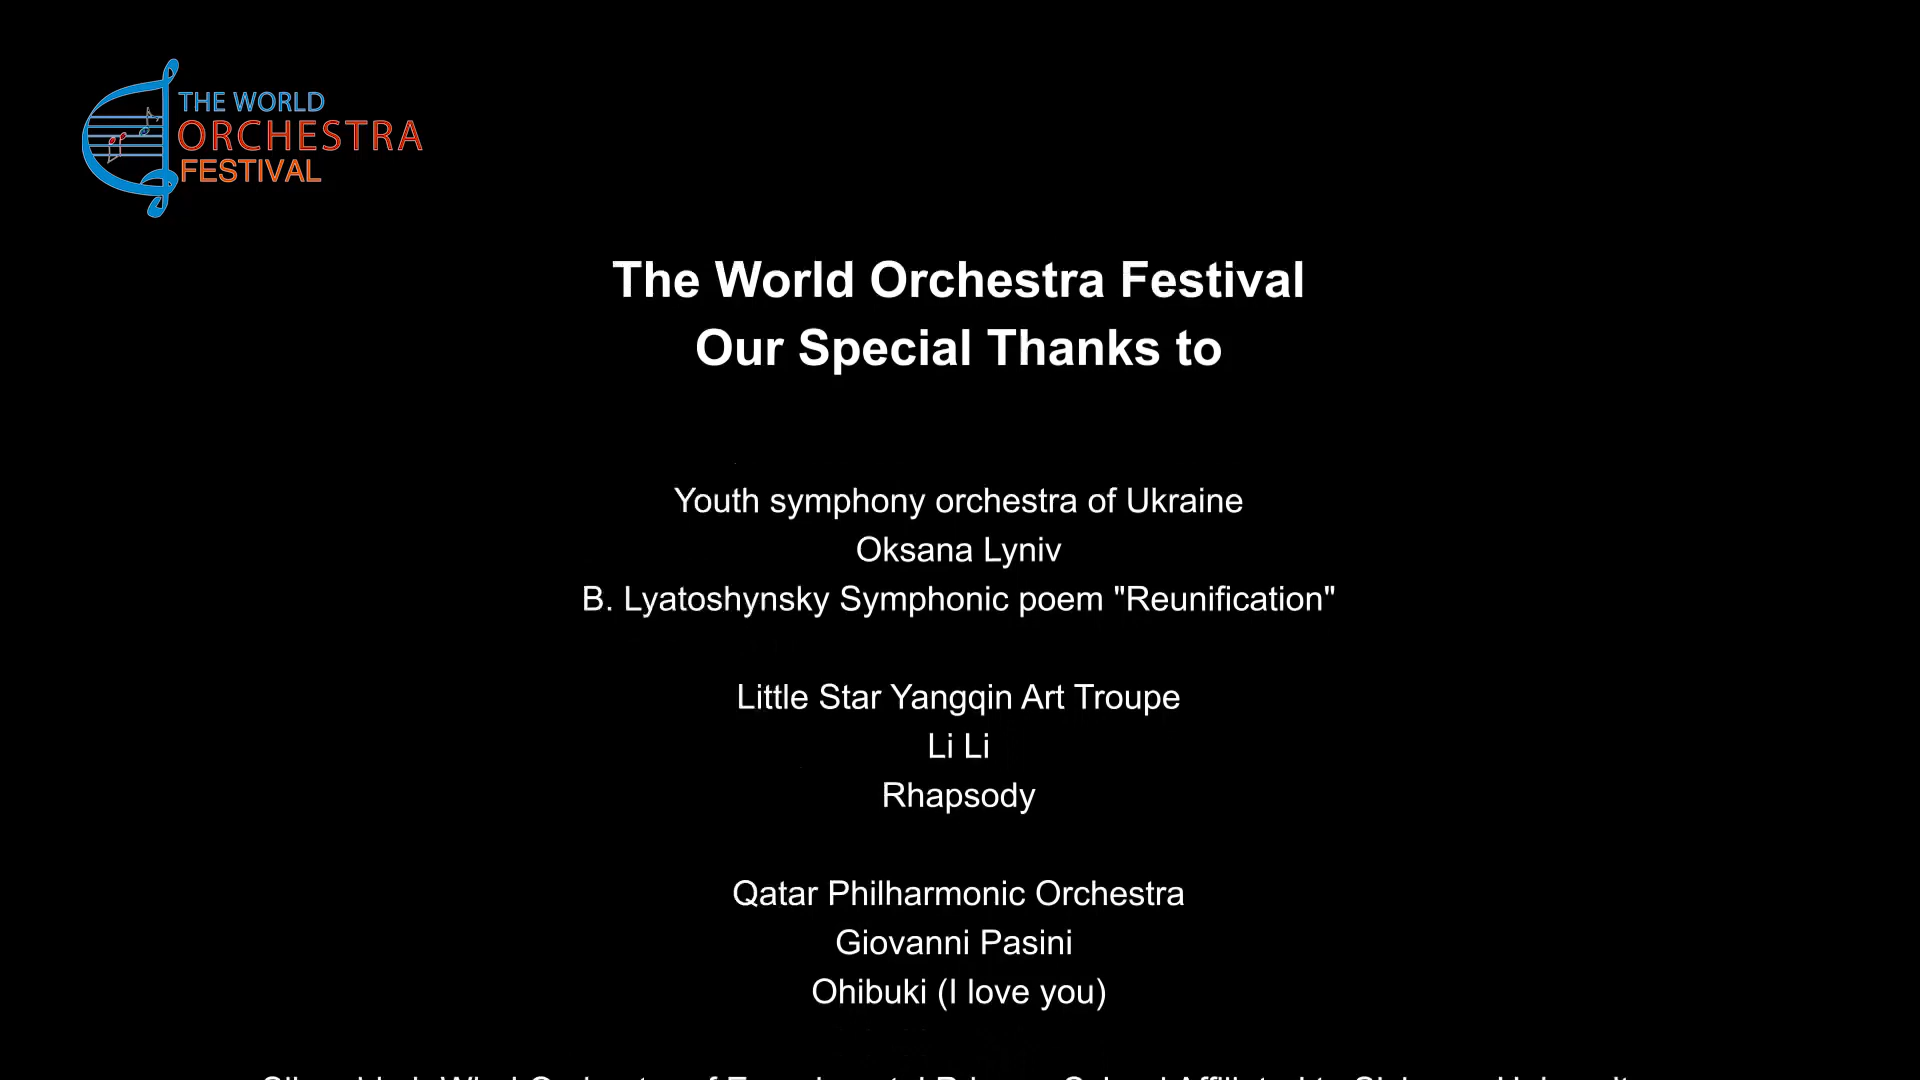 THE WORLD
ORCHESTRA
FESTIVAL
The World Orchestra Festival
Our Special Thanks to
Youth symphony orchestra of Ukraine
Oksana Lyniv
B. Lyatoshynsky Symphonic poem "Reunification"
Little Star Yangqin Art Troupe
Li Li
Rhapsody
Qatar Philharmonic Orchestra
Giovanni Pasini
Ohibuki (I love you)